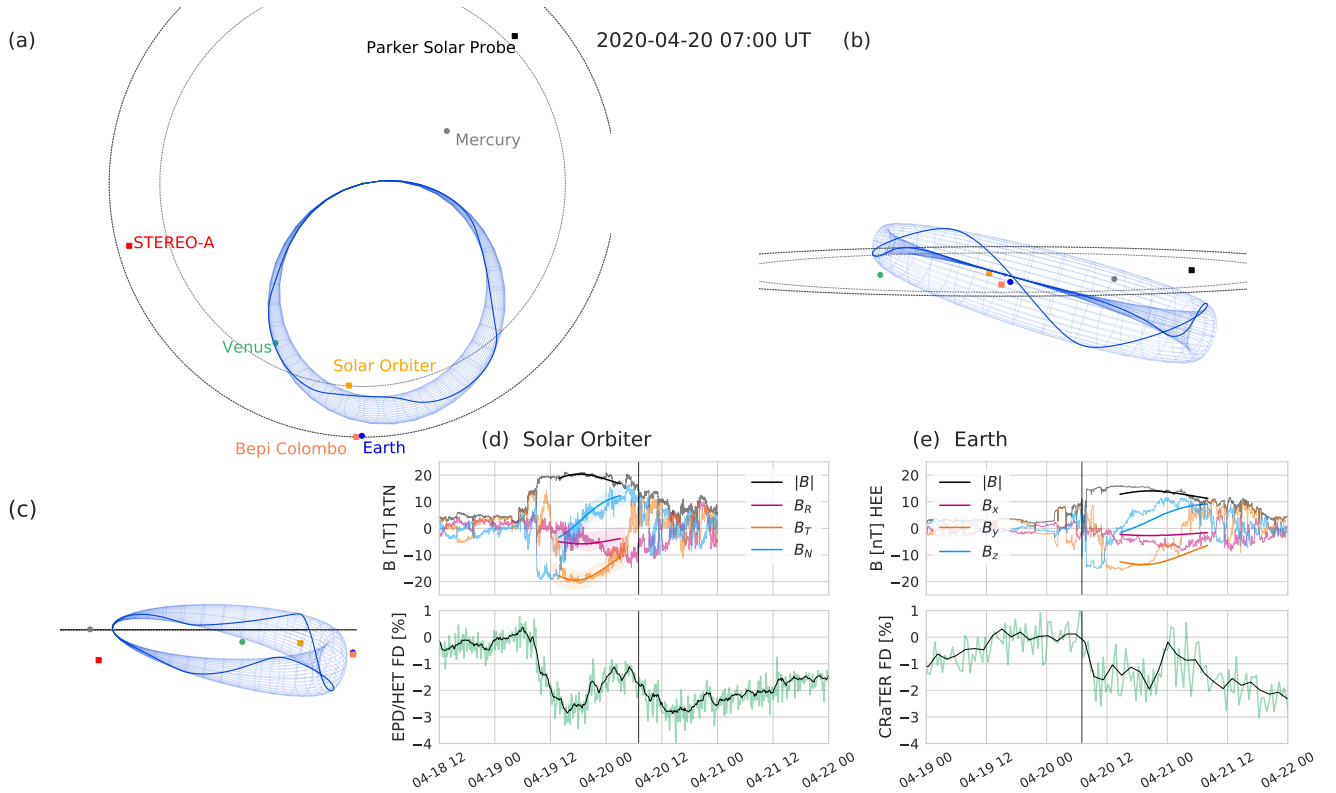 (a)
Parker Solar Probe
2020-04-20 07:00 UT
(b)
Mercury
STEREO-A
Venus
Solar Orbiter
Bepi Colombo
Earth
(c)
(d) Solar Orbiter
B [nT] RTN
20
10
0
−10
−20
|B|
B_R
B_T
B_N
EPD/HET FD [%]
1
0
−1
−2
−3
−4
04-18 12
04-19 00
04-19 12
04-20 00
04-20 12
04-21 00
04-21 12
04-22 00
(e) Earth
B [nT] HEE
20
10
0
−10
−20
|B|
B_x
B_y
B_z
CRaTER FD [%]
1
0
−1
−2
−3
−4
04-19 00
04-19 12
04-20 00
04-20 12
04-21 00
04-21 12
04-22 00